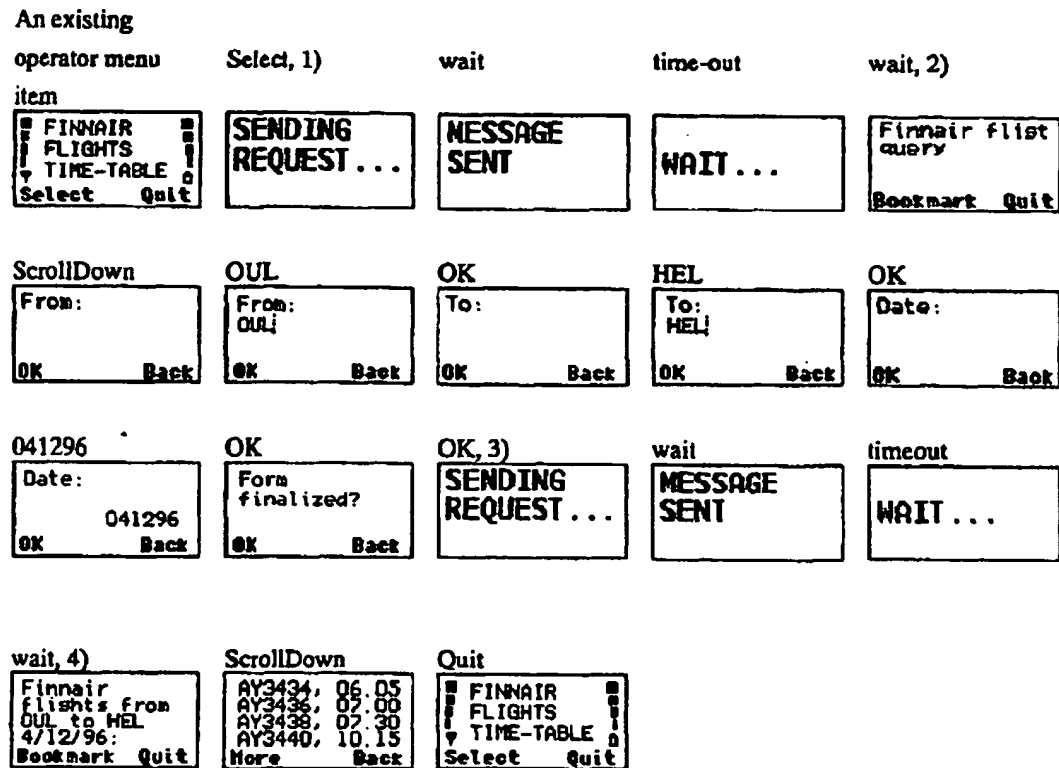 An existing
operator menu
item
Select, 1)
wait
time-out
wait, 2)
FINNAIR
FLIGHTS
TIME-TABLE
Select Quit
SENDING
REQUEST...
MESSAGE
SENT
WAIT...
Finnair flist
query
Bookmark Quit
ScrollDown
OUL
OK
HEL
OK
From:
OK Back
From:
OUL
OK Back
To:
OK Back
To:
HEL
OK Back
Date:
OK Back
041296
OK
OK, 3)
wait
timeout
Date:
041296
OK Back
Form
finalized?
OK Back
SENDING
REQUEST...
MESSAGE
SENT
WAIT...
wait, 4)
ScrollDown
Quit
Finnair
flights from
OUL to HEL
4/12/96:
Bookmark Quit
AY3434, 06.05
AY3436, 07.00
AY3438, 07.30
AY3440, 10.15
More Back
FINNAIR
FLIGHTS
TIME-TABLE
Select Quit